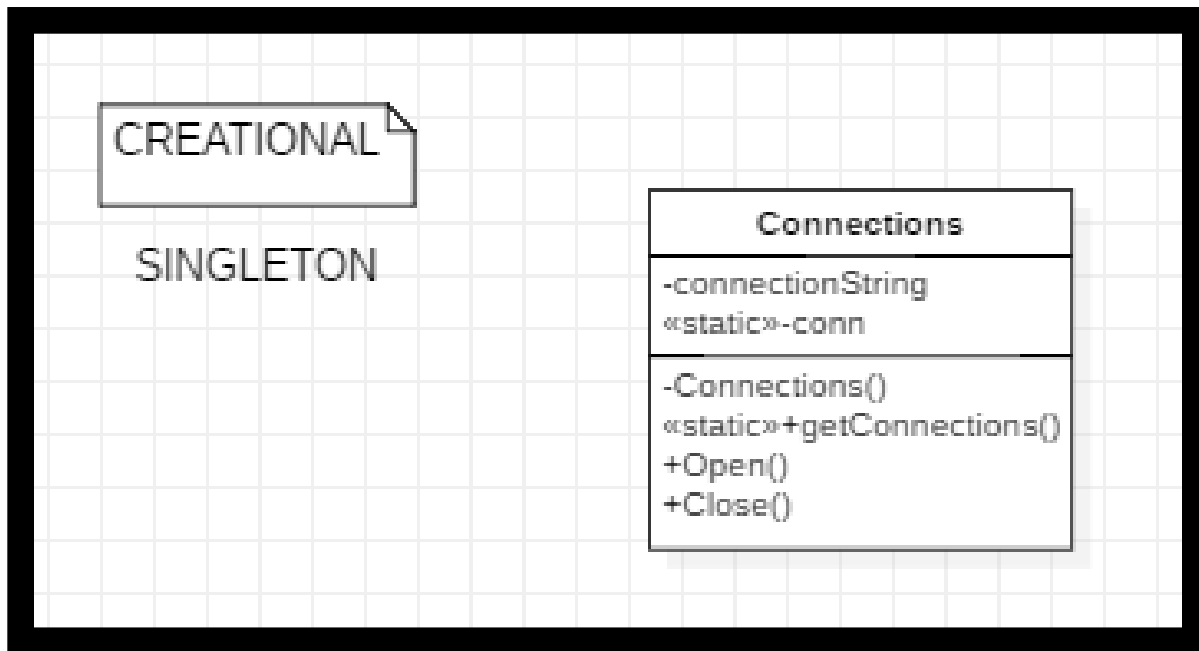 CREATIONAL
SINGLETON
Connections
-connectionString
«static»-conn
-Connections()
«static»+getConnections()
+Open()
+Close()